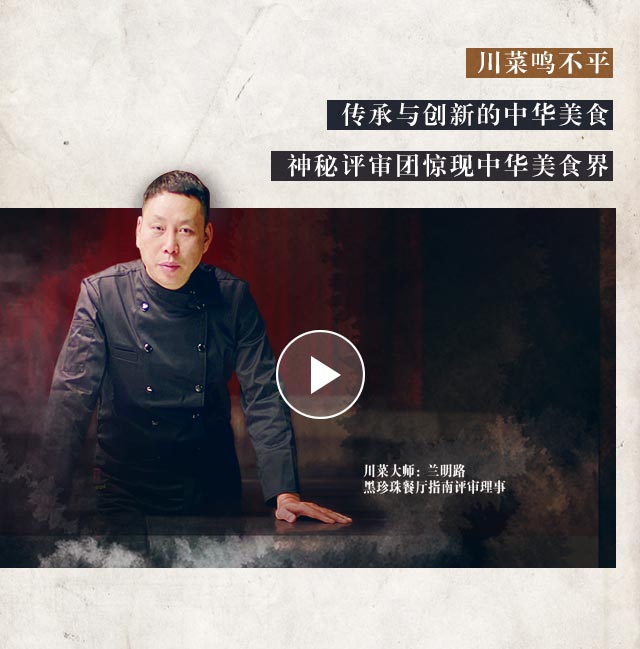 川菜鸣不平
传承与创新的中华美食
神秘评审团惊现中华美食界
川菜大师：兰明路
黑珍珠餐厅指南评审理事